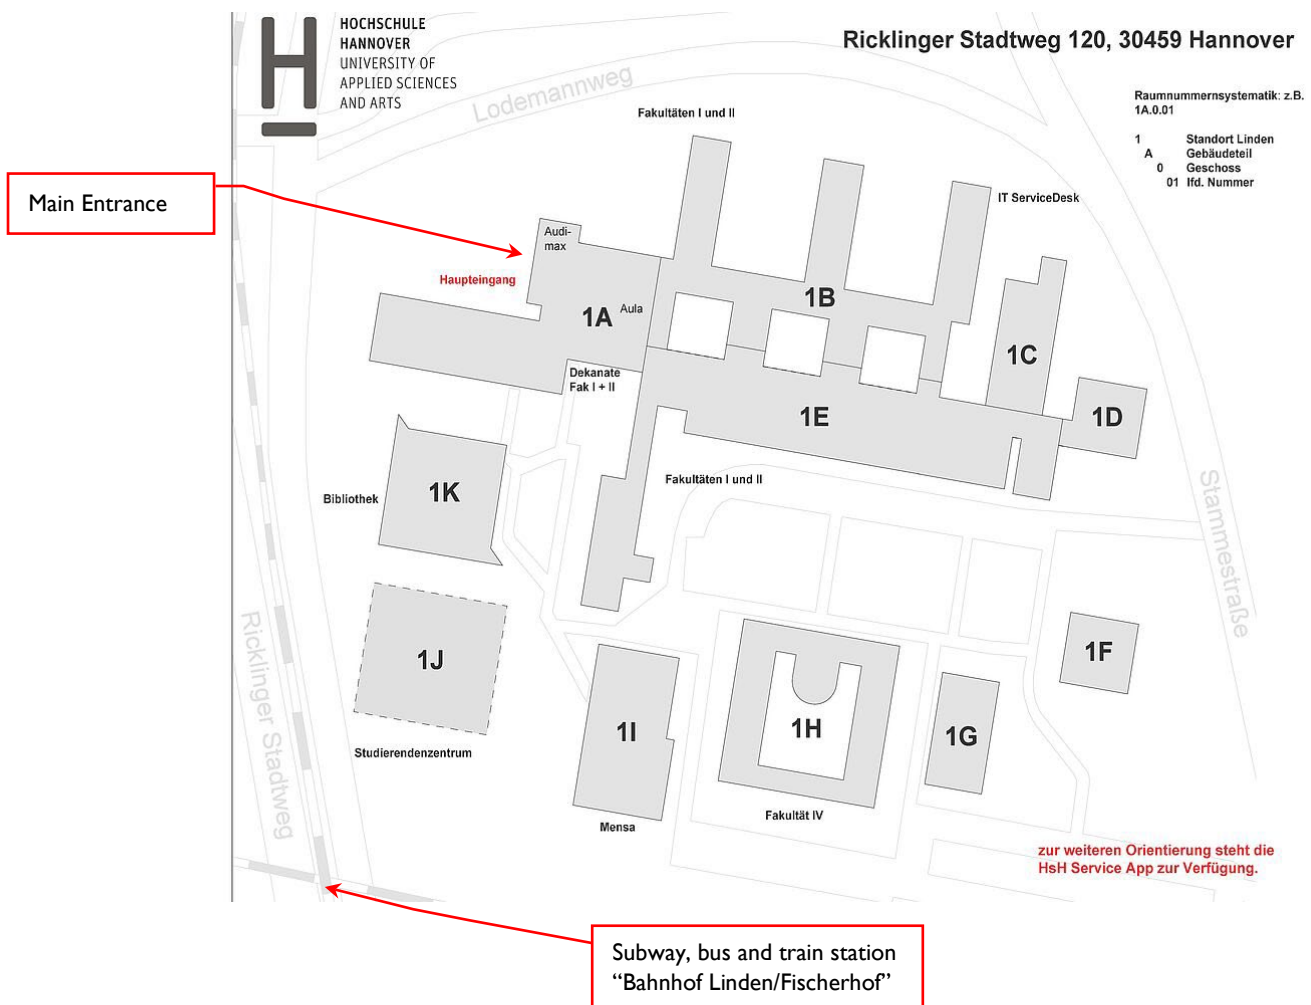 HOCHSCHULE
HANNOVER
UNIVERSITY OF
APPLIED SCIENCES
AND ARTS
Ricklinger Stadtweg 120, 30459 Hannover
Lodemannweg
Raumnummernsystematik: z.B.
1A.0.01
1 Standort Linden
A Gebäudeteil
0 Geschoss
01 lfd. Nummer
Fakultäten I und II
IT ServiceDesk
Main Entrance
Audi-
max
Haupteingang
1A Aula
1B
1C
Dekanate
Fak I + II
1E
1D
Fakultäten I und II
Bibliothek
1K
Stammestraße
Ricklinger Stadtweg
1J
Studierendenzentrum
1I
Mensa
1H
Fakultät IV
1G
1F
zur weiteren Orientierung steht die
HsH Service App zur Verfügung.
Subway, bus and train station
“Bahnhof Linden/Fischerhof”